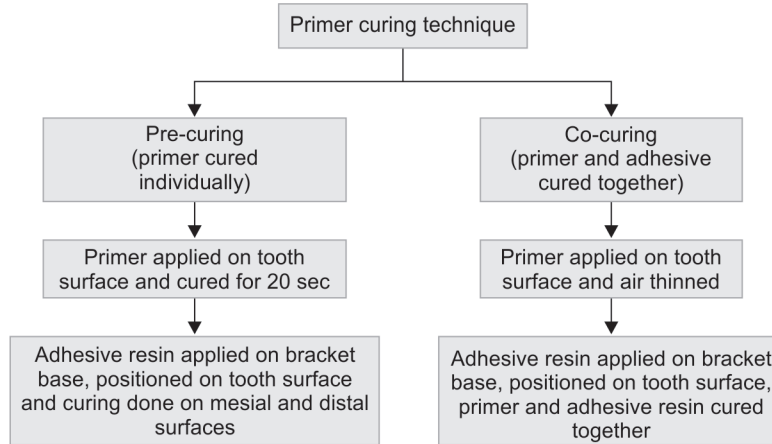 Primer curing technique
Pre-curing
(primer cured
individually)
Co-curing
(primer and adhesive
cured together)
Primer applied on tooth
surface and cured for 20 sec
Primer applied on tooth
surface and air thinned
Adhesive resin applied on bracket
base, positioned on tooth surface
and curing done on mesial and distal
surfaces
Adhesive resin applied on bracket
base, positioned on tooth surface,
primer and adhesive resin cured
together